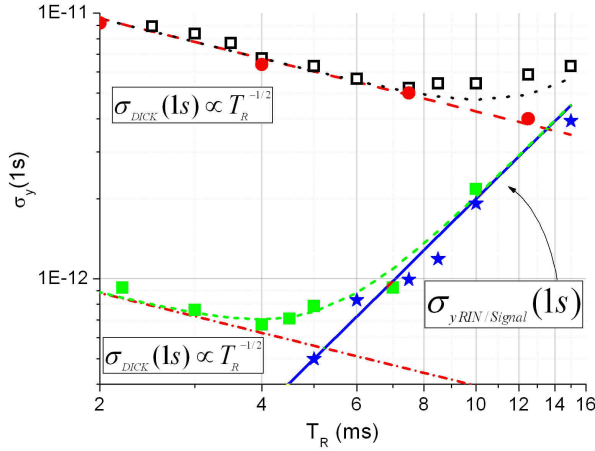 1E-11
σ_DICK(1s) ∝ T_R^-1/2
σ_y(1s)
1E-12
σ_yRIN/Signal(1s)
σ_DICK(1s) ∝ T_R^-1/2
2 4 6 8 10 12 14 16
T_R (ms)